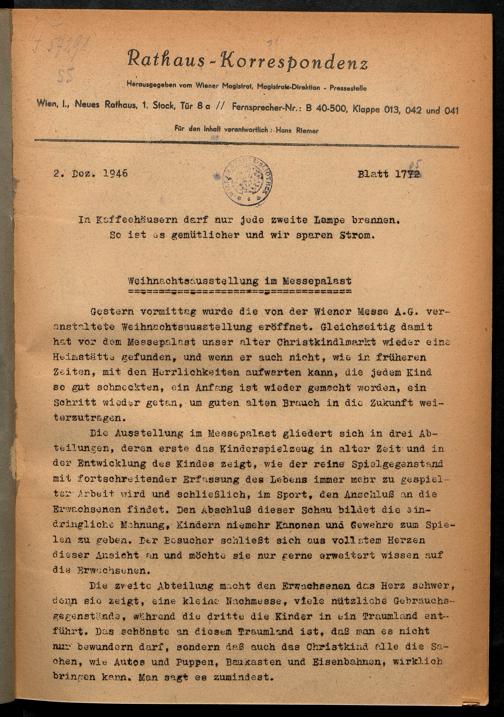 Rathaus-Korrespondenz
Herausgegeben vom Wiener Magistrat, Magistrats-Direktion - Pressestelle
Wien, I., Neues Rathaus, 1. Stock, Tür 8a // Fernsprecher-Nr.: B 40-500, Klappe 013, 042 und 041
Für den Inhalt verantwortlich: Hans Riemer
2. Dez. 1946 Blatt 1772
In Kaffeehäusern darf nur jede zweite Lampe brennen.
So ist es gemütlicher und wir sparen Strom.
Weihnachtsausstellung im Messepalast
Gestern vormittag wurde die von der Wiener Messe A.G. ver-
anstaltete Weihnachtsausstellung eröffnet. Gleichzeitig damit
hat vor dem Messepalast unser alter Christkindlmarkt wieder eine
Heimstätte gefunden, und wenn er auch nicht, wie in früheren
Zeiten, mit den Herrlichkeiten aufwarten kann, die jedem Kind
so gut schmeckten, ein Anfang ist wieder gemacht worden, ein
Schritt wieder getan, um guten alten Brauch in die Zukunft wei-
terzutragen.
Die Ausstellung im Messepalast gliedert sich in drei Ab-
teilungen, deren erste das Kinderspielzeug in alter Zeit und in
der Entwicklung des Kindes zeigt, wie der reine Spielgegenstand
mit fortschreitender Erfassung des Lebens immer mehr zu gespiel-
ter Arbeit wird und schließlich, im Sport, den Anschluß an die
Erwachsenen findet. Den Abschluß dieser Schau bildet die ein-
dringliche Mahnung, Kindern niemehr Kanonen und Gewehre zum Spie-
len zu geben. Der Besucher schließt sich aus vollstem Herzen
dieser Ansicht an und möchte sie nur gerne erweitert wissen auf
die Erwachsenen.
Die zweite Abteilung macht den Erwachsenen das Herz schwer,
denn sie zeigt, eine kleine Nachmesse, viele nützliche Gebrauchs-
gegenstände, während die dritte die Kinder in ein Traumland ent-
führt. Das schönste an diesem Traumland ist, daß man es nicht
nur bewundern darf, sondern daß auch das Christkind alle die Sa-
chen, wie Autos und Puppen, Baukasten und Eisenbahnen, wirklich
bringen kann. Man sagt es zumindest.